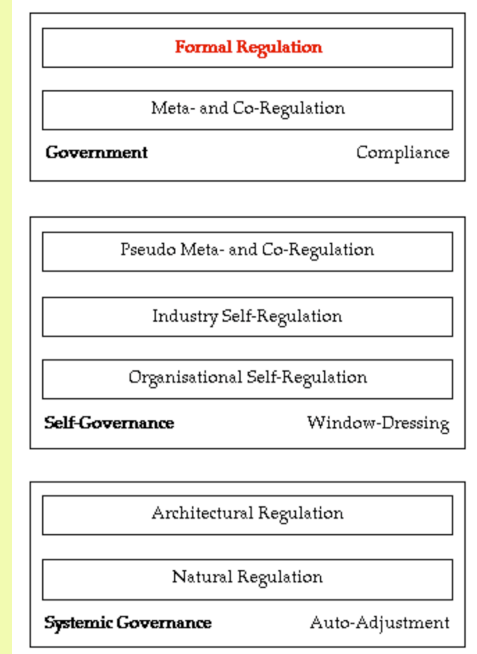 Formal Regulation
Meta- and Co-Regulation
Government Compliance
Pseudo Meta- and Co-Regulation
Industry Self-Regulation
Organisational Self-Regulation
Self-Governance Window-Dressing
Architectural Regulation
Natural Regulation
Systemic Governance Auto-Adjustment